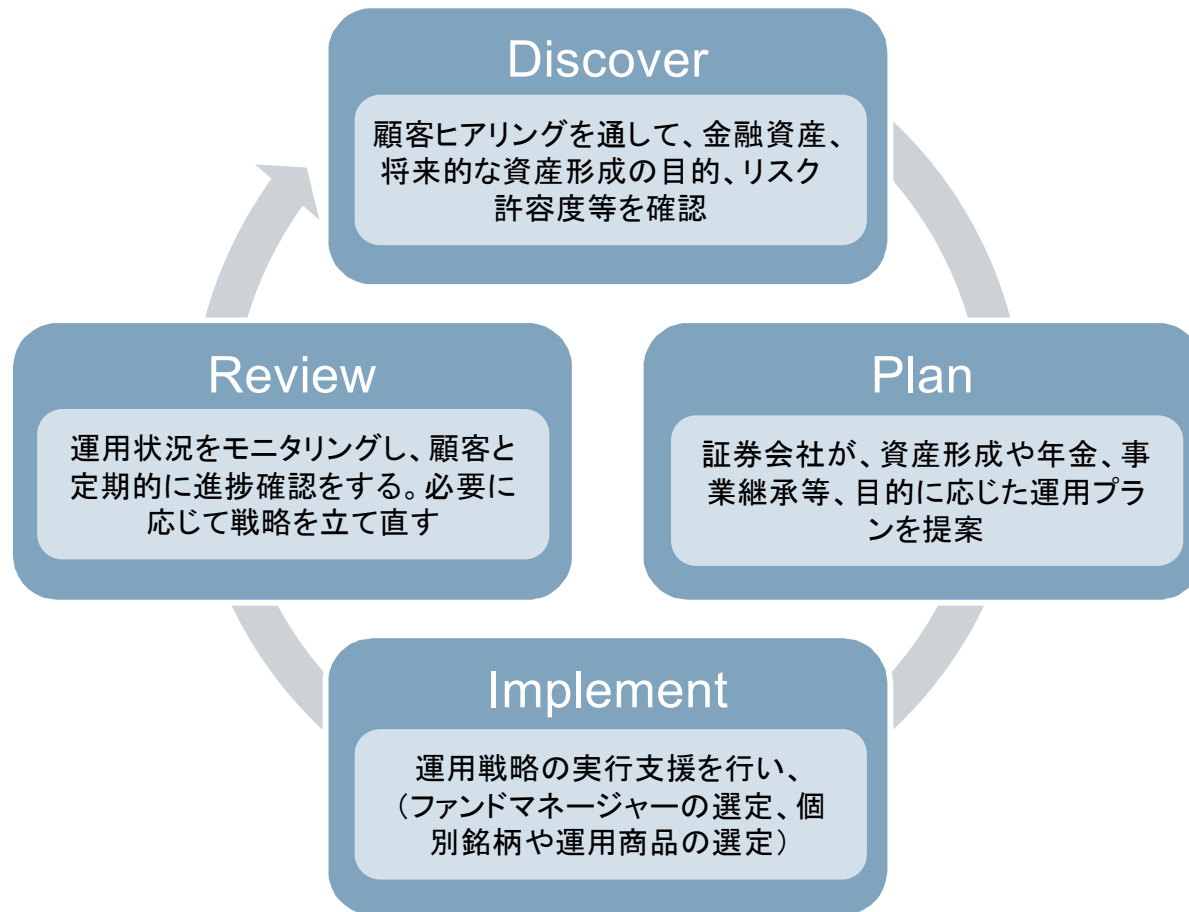 Discover
顧客ヒアリングを通して、金融資産、
将来的な資産形成の目的、リスク
許容度等を確認
Plan
証券会社が、資産形成や年金、事
業継承等、目的に応じた運用プラ
ンを提案
Implement
運用戦略の実行支援を行い、
（ファンドマネージャーの選定、個
別銘柄や運用商品の選定）
Review
運用状況をモニタリングし、顧客と
定期的に進捗確認をする。必要に
応じて戦略を立て直す